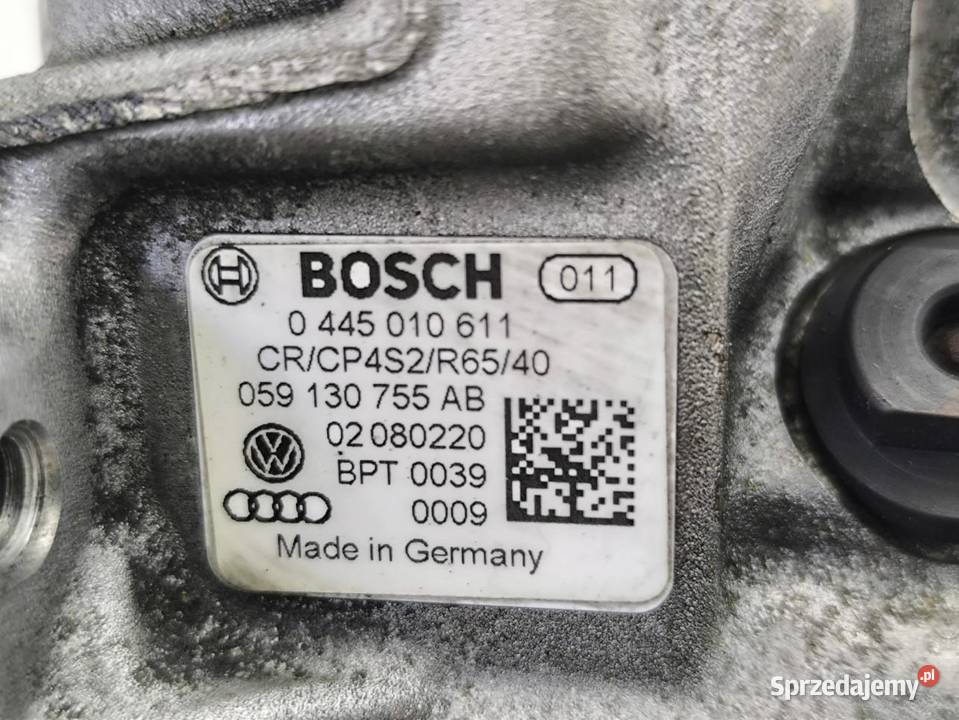 BOSCH 011
0 445 010 611
CR/CP4S2/R65/40
059 130 755 AB
02 080220
BPT 0039
0009
Made in Germany
Sprzedajemy.pl